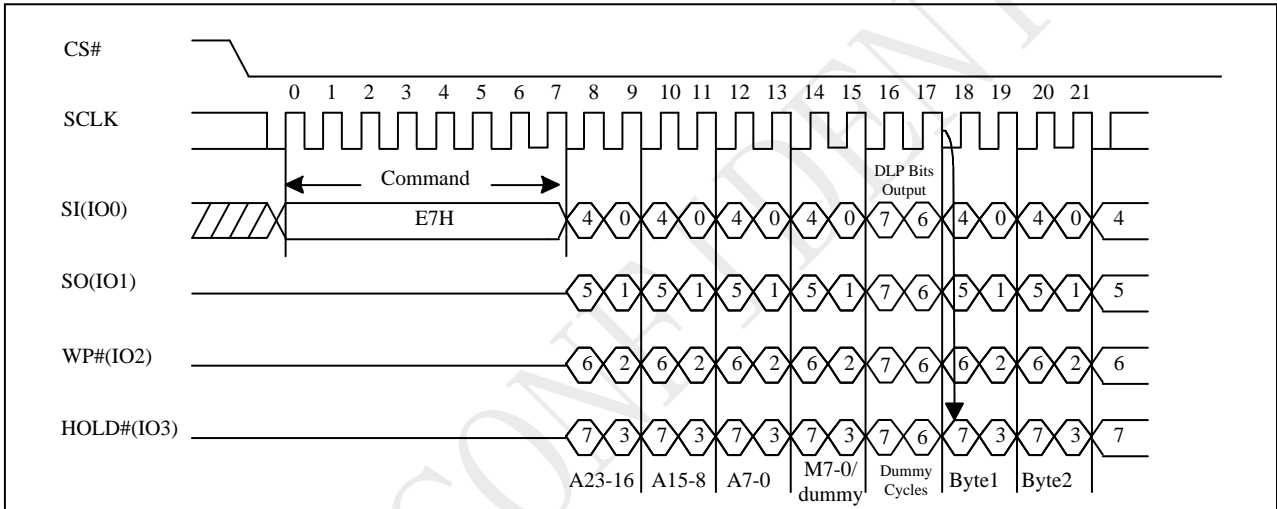 CS#
0 1 2 3 4 5 6 7 8 9 10 11 12 13 14 15 16 17 18 19 20 21
SCLK
Command
DLP Bits
Output
SI(IO0)
E7H
4 0 4 0 4 0 4 0 7 6 4 0 4 0 4
SO(IO1)
5 1 5 1 5 1 5 1 7 6 5 1 5 1 5
WP#(IO2)
6 2 6 2 6 2 6 2 7 6 6 2 6 2 6
HOLD#(IO3)
7 3 7 3 7 3 7 3 7 6 7 3 7 3 7
A23-16 A15-8 A7-0 M7-0/
dummy
Dummy
Cycles
Byte1 Byte2
CONFIDENT